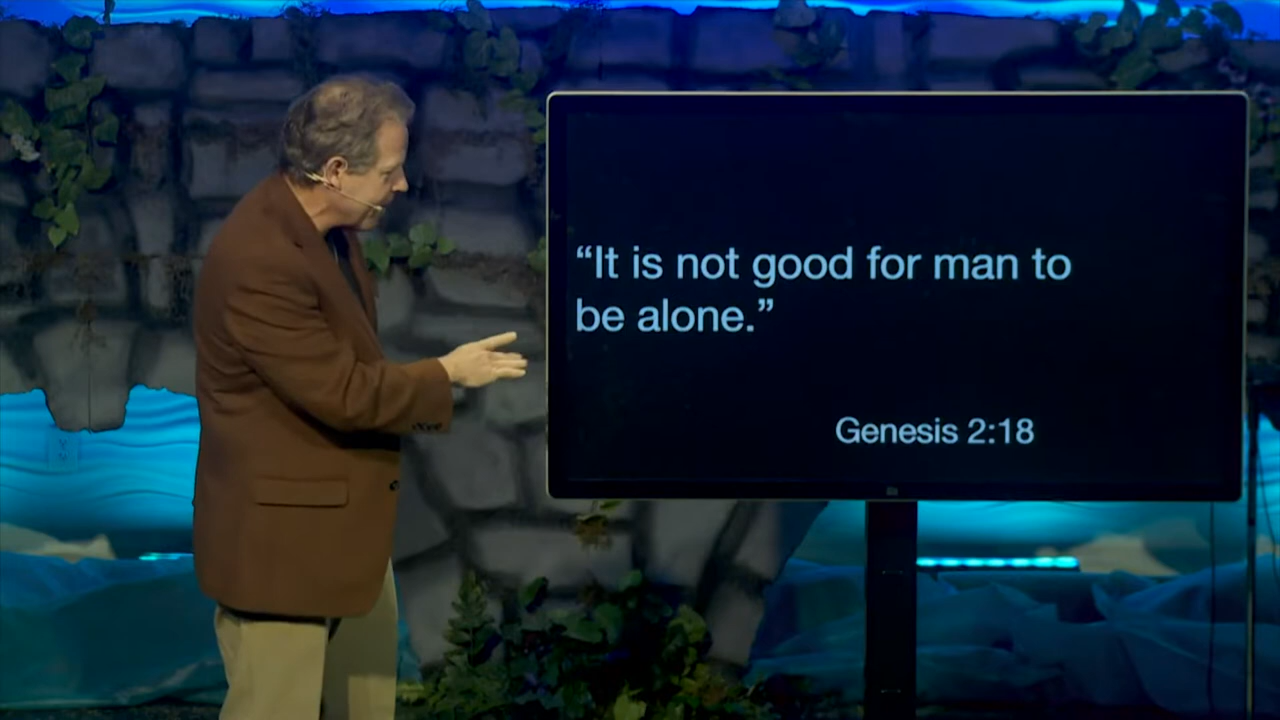 “It is not good for man to
be alone.”
Genesis 2:18